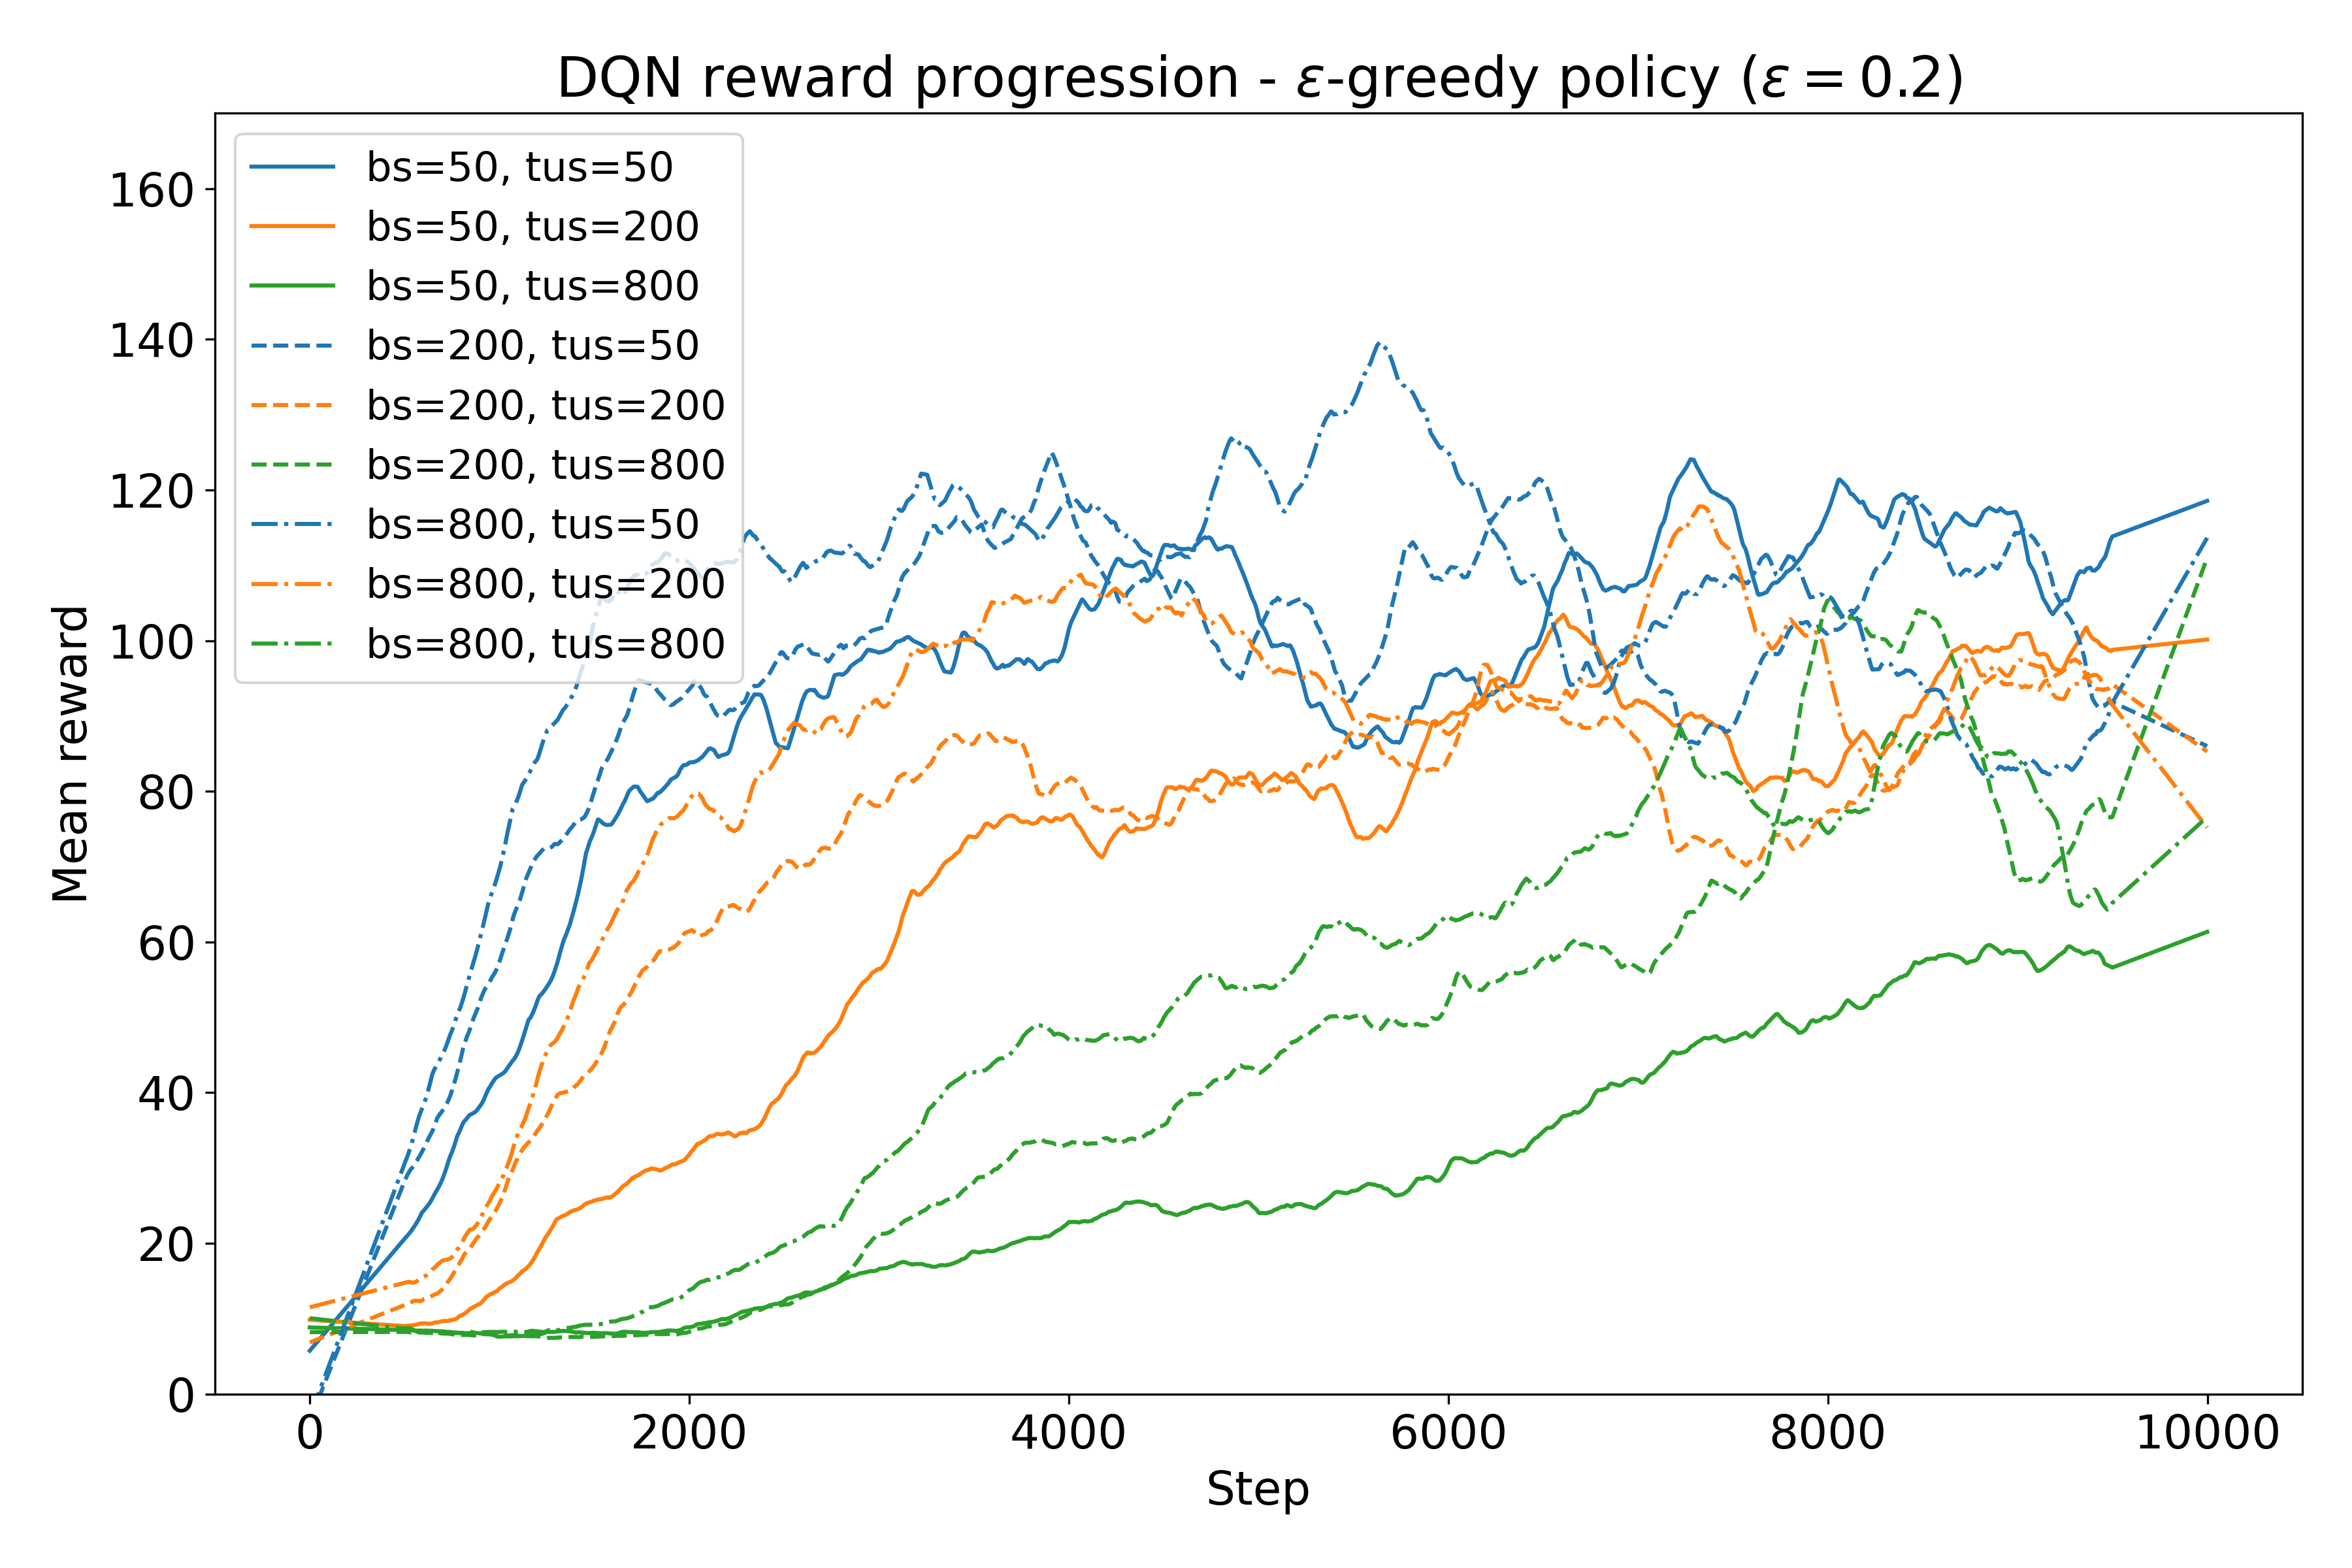 DQN reward progression - ε-greedy policy (ε = 0.2)
bs=50, tus=50
bs=50, tus=200
bs=50, tus=800
bs=200, tus=50
bs=200, tus=200
bs=200, tus=800
bs=800, tus=50
bs=800, tus=200
bs=800, tus=800
160
140
120
100
80
60
40
20
0
Mean reward
0 2000 4000 6000 8000 10000
Step